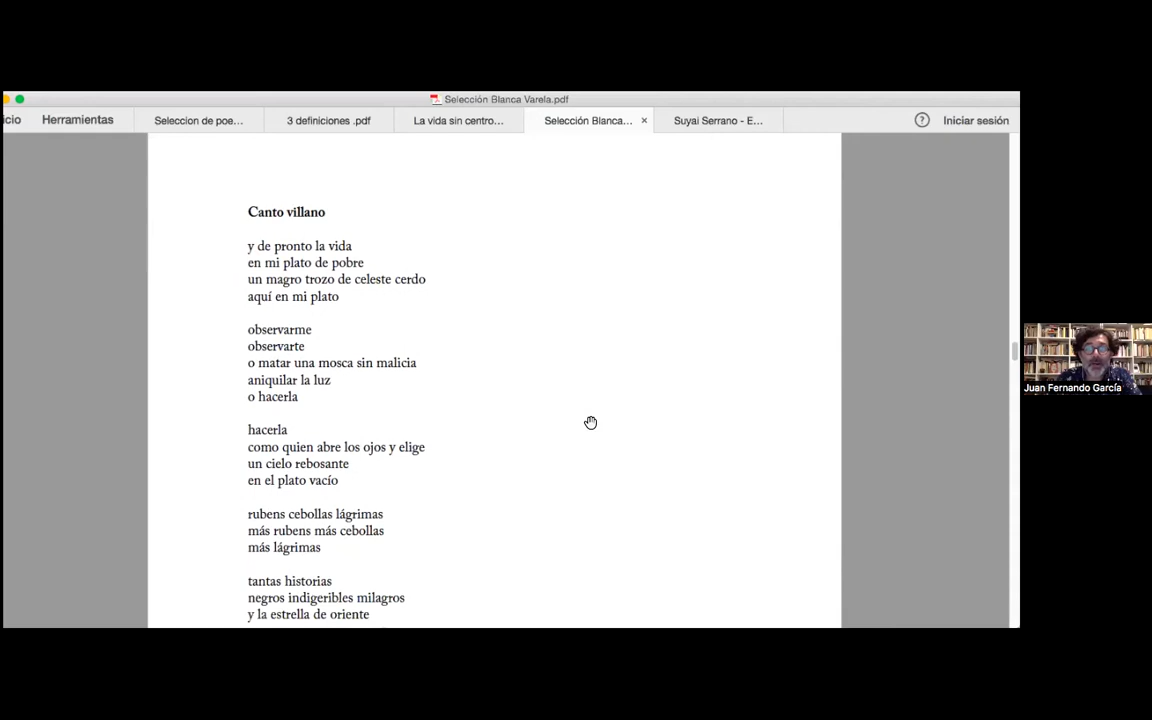 Selección Blanca Varela.pdf
icio
Herramientas
Seleccion de poe...
3 definiciones .pdf
La vida sin centro...
Selección Blanca... ×
Suyai Serrano - E...
?
Iniciar sesión
Canto villano
y de pronto la vida
en mi plato de pobre
un magro trozo de celeste cerdo
aquí en mi plato
observarme
observarte
o matar una mosca sin malicia
aniquilar la luz
o hacerla
hacerla
como quien abre los ojos y elige
un cielo rebosante
en el plato vacío
rubens cebollas lágrimas
más rubens más cebollas
más lágrimas
tantas historias
negros indigeribles milagros
y la estrella de oriente
Juan Fernando García